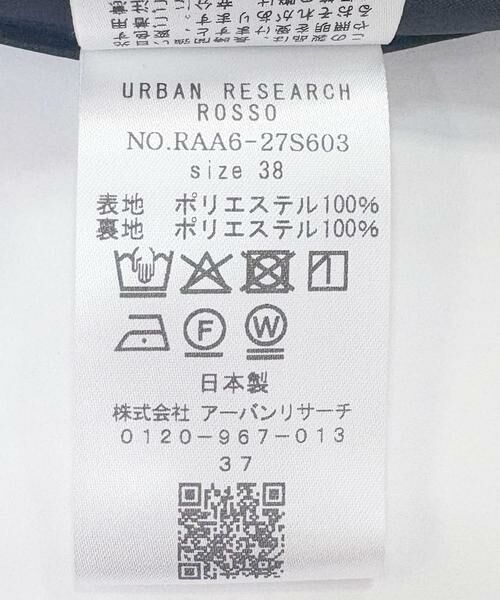 URBAN RESEARCH
ROSSO
NO.RAA6-27S603
size 38
表地 ポリエステル100%
裏地 ポリエステル100%
F
W
日本製
株式会社 アーバンリサーチ
0120-967-013
37